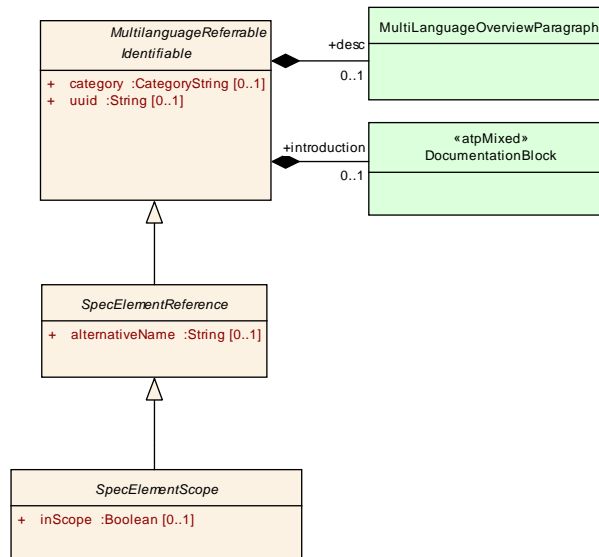 MultilanguageReferrable
Identifiable
+ category :CategoryString [0..1]
+ uuid :String [0..1]
+desc
0..1
MultiLanguageOverviewParagraph
+introduction
0..1
«atpMixed»
DocumentationBlock
SpecElementReference
+ alternativeName :String [0..1]
SpecElementScope
+ inScope :Boolean [0..1]